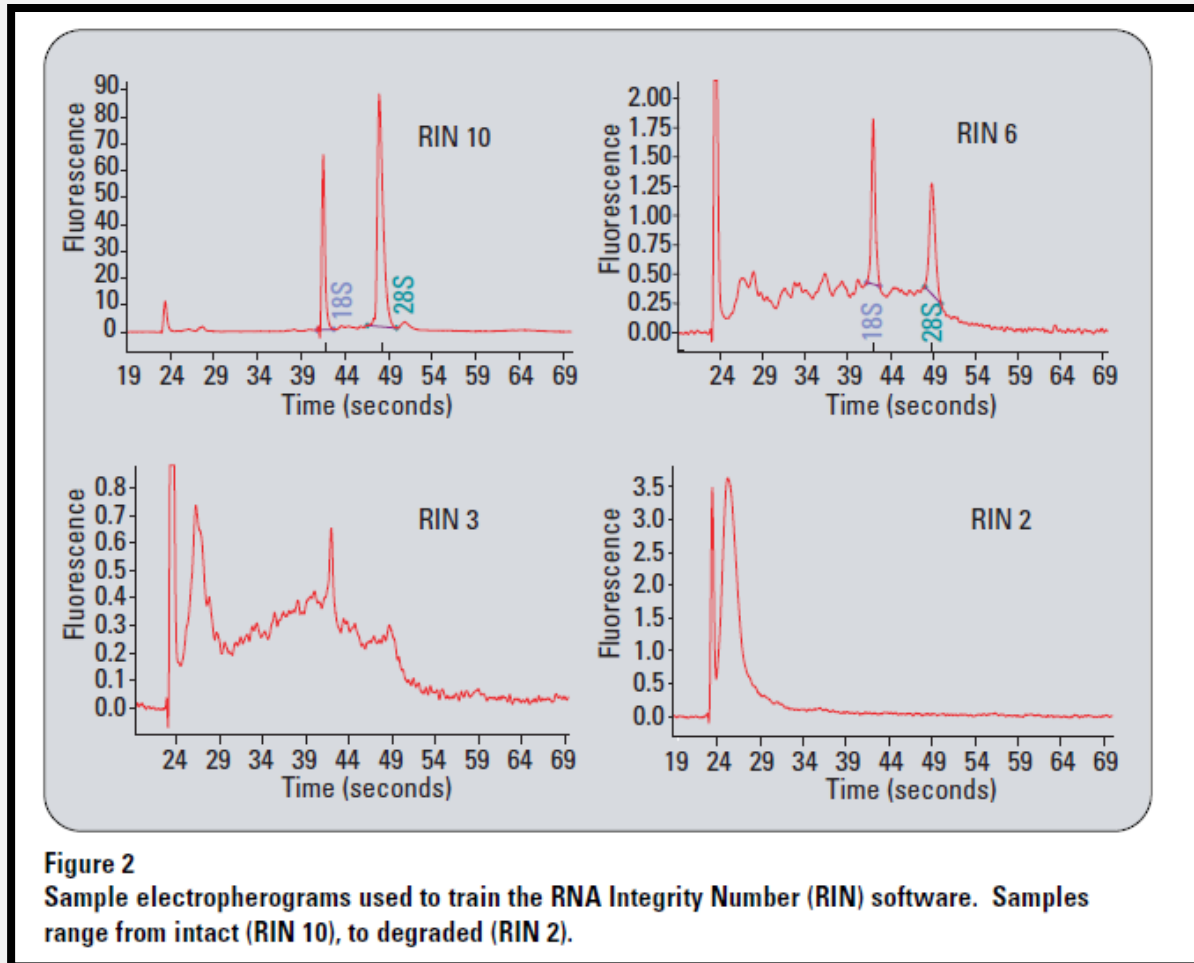 RIN 10
Fluorescence
90
80
70
60
50
40
30
20
10
0
18S
28S
19 24 29 39 44 49 54 59 64 69
Time (seconds)
RIN 6
Fluorescence
2.00
1.75
1.50
1.25
1.00
0.75
0.50
0.25
0.00
18S
28S
24 29 34 39 44 49 54 59 64 69
Time (seconds)
RIN 3
Fluorescence
0.8
0.7
0.6
0.5
0.4
0.3
0.2
0.1
0.0
24 29 39 34 44 49 54 59 64 69
Time (seconds)
RIN 2
Fluorescence
3.5
3.0
2.5
2.0
1.5
1.0
0.5
0.0
19 24 29 34 39 44 49 54 59 64 69
Time (seconds)
Figure 2
Sample electropherograms used to train the RNA Integrity Number (RIN) software. Samples
range from intact (RIN 10), to degraded (RIN 2).